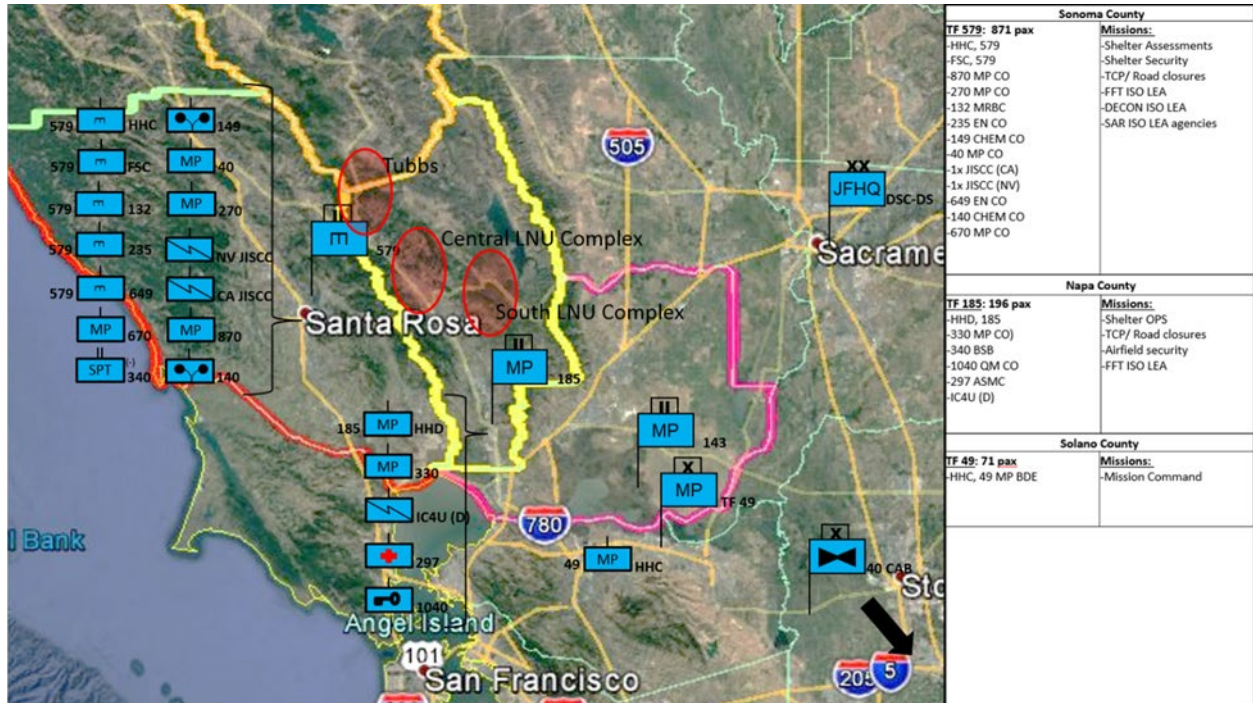 579
HHC
149
579
FSC
MP
40
579
132
MP
270
579
235
NV JISCC
579
649
CA JISCC
MP
670
MP
870
II
SPT
(-)
340
140
Tubbs
II
579
Central LNU Complex
South LNU Complex
Santa Rosa
505
XX
JFHQ
DSC-DS
Sacrame
II
MP
185
185
MP
HHD
MP
330
IC4U (D)
297
1040
II
MP
143
X
MP
TF 49
780
49
MP
HHC
X
40 CAB
Sto
l Bank
Angel Island
101
San Francisco
205
5
Sonoma County
TF 579: 871 pax
-HHC, 579
-FSC, 579
-870 MP CO
-270 MP CO
-132 MRBC
-235 EN CO
-149 CHEM CO
-40 MP CO
-1x JISCC (CA)
-1x JISCC (NV)
-649 EN CO
-140 CHEM CO
-670 MP CO
Missions:
-Shelter Assessments
-Shelter Security
-TCP/ Road closures
-FFT ISO LEA
-DECON ISO LEA
-SAR ISO LEA agencies
Napa County
TF 185: 196 pax
-HHD, 185
-330 MP CO)
-340 BSB
-1040 QM CO
-297 ASMC
-IC4U (D)
Missions:
-Shelter OPS
-TCP/ Road closures
-Airfield security
-FFT ISO LEA
Solano County
TF 49: 71 pax
-HHC, 49 MP BDE
Missions:
-Mission Command